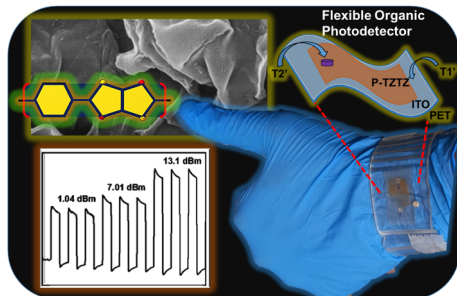 Flexible Organic
Photodetector
T2'
T1'
P-TZTZ
ITO
PET
13.1 dBm
7.01 dBm
1.04 dBm